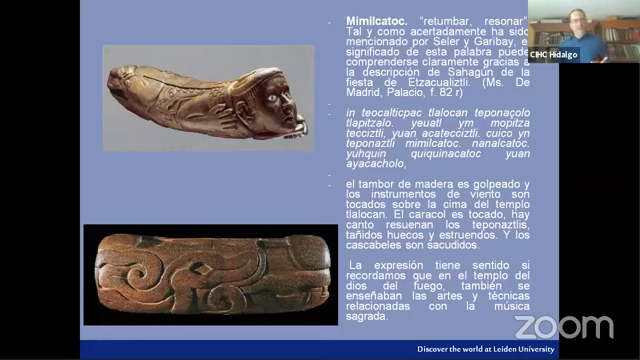 Mimilcatoc. "retumbar, resonar".
Tal y como acertadamente ha sido
mencionado por Seler y Garibay, el
significado de esta palabra puede
comprenderse claramente gracias a
la descripción de Sahagún de la
fiesta de Etzacualiztli. (Ms. De
Madrid, Palacio, f. 82 r)
in teocalticpac tlalocan teponaçolo
tlapitzalo. yeuatl ym mopitza
tecciztli, yuan acatecciztli. cuico yn
teponaztli mimilcatoc. nanalcatoc.
yuhquin quiquinacatoc yuan
ayacacholo,
el tambor de madera es golpeado y
los instrumentos de viento son
tocados sobre la cima del templo
tlalocan. El caracol es tocado, hay
canto resuenan los teponaztlis,
tañidos huecos y estruendos. Y los
cascabeles son sacudidos.
La expresión tiene sentido si
recordamos que en el templo del
dios del fuego, también se
enseñaban las artes y técnicas
relacionadas con la música
sagrada.
CIHC Hidalgo
zoom
Discover the world at Leiden University